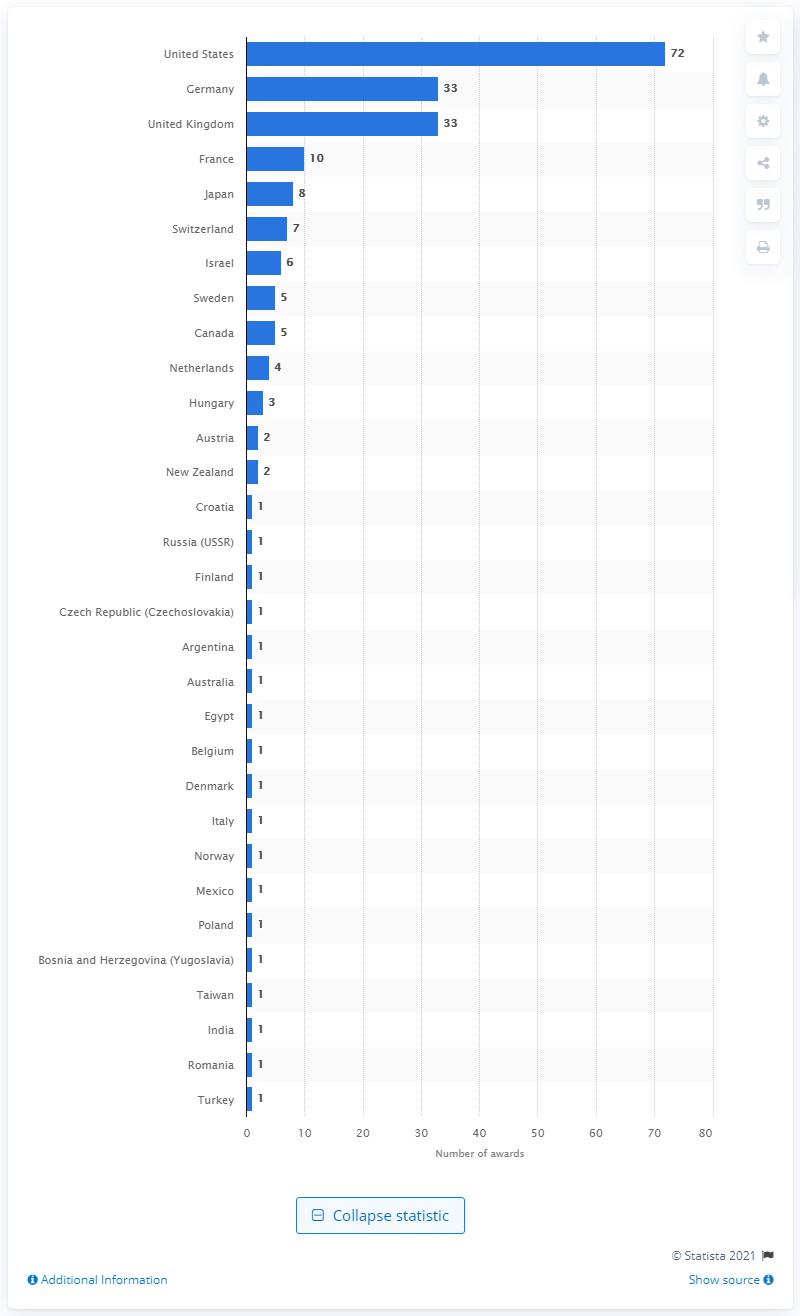 United States 72
Germany 33
United Kingdom 33
France 10
Japan 8
Switzerland 7
Israel 6
Sweden 5
Canada 5
Netherlands 4
Hungary 3
Austria 2
New Zealand 2
Croatia 1
Russia (USSR) 1
Finland 1
Czech Republic (Czechoslovakia) 1
Argentina 1
Australia 1
Egypt 1
Belgium 1
Denmark 1
Italy 1
Norway 1
Mexico 1
Poland 1
Bosnia and Herzegovina (Yugoslavia) 1
Taiwan 1
India 1
Romania 1
Turkey 1
0 10 20 30 40 50 60 70 80
Number of awards
Collapse statistic
© Statista 2021
Additional Information Show source